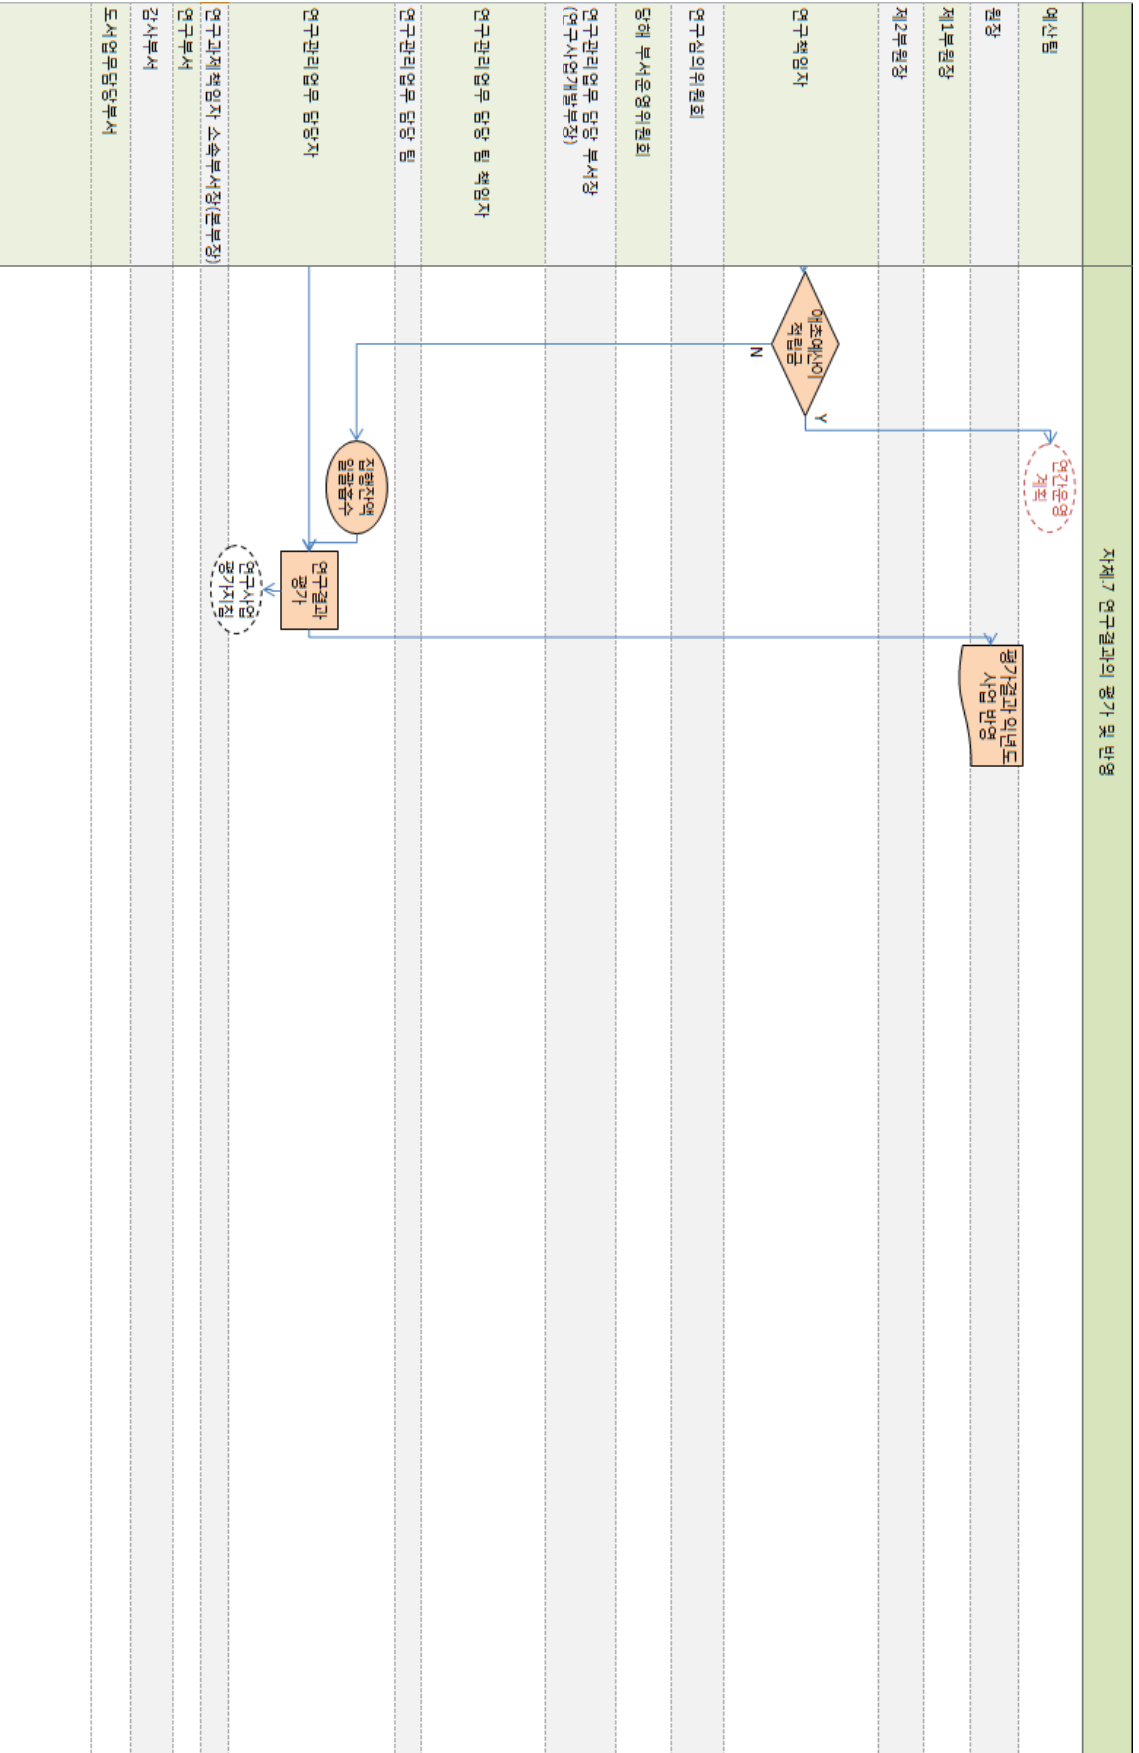 자체.7 연구결과의 평가 및 반영
예산팀
원장
제1부원장
제2부원장
연구책임자
연구심의위원회
당해 부서운영위원회
연구관리업무 담당 부서장
(연구사업개발부장)
연구관리업무 담당 팀 책임자
연구관리업무 담당 팀
연구관리업무 담당자
연구과제책임자 소속부서장(본부장)
연구부서
감사부서
도서업무담당부서
애초예산이
적립금
Y
N
연간운영
계획
집행잔액
일괄흡수
연구결과
평가
연구사업
평가지침
평가결과 익년도
사업 반영